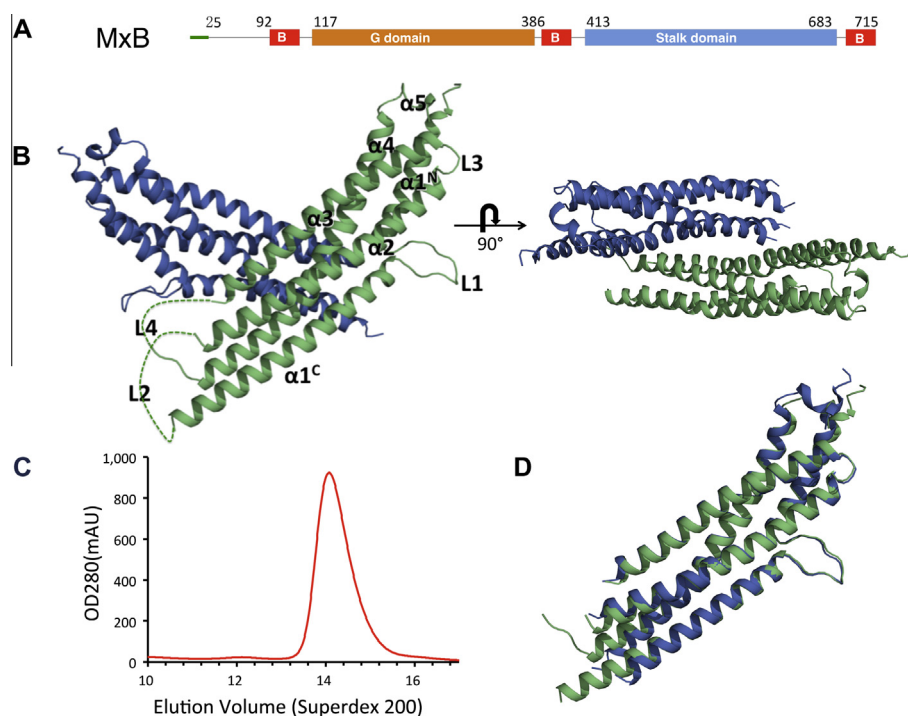 A
25 92 117 386 413 683 715
MxB B G domain B Stalk domain B
B
α5
α4
L3
α1ᴺ
α3
α2
90°
L1
L4
L2
α1ᶜ
C
D
1,000
800
600
400
200
0
OD280(mAU)
10 12 14 16
Elution Volume (Superdex 200)